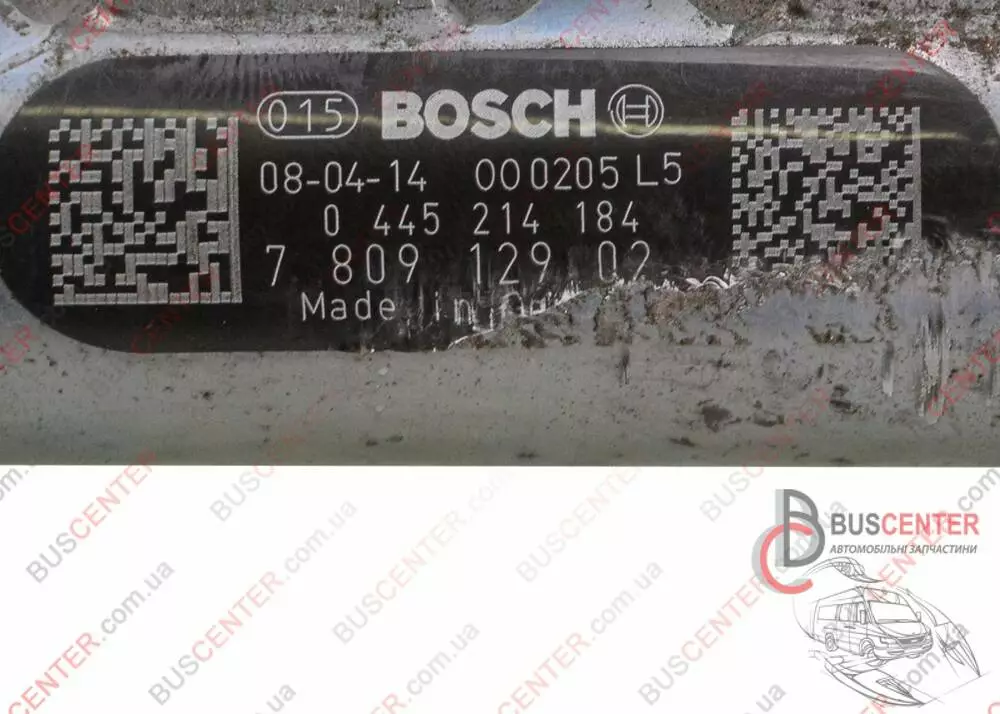 015 BOSCH
08-04-14 000205 L5
0 445 214 184
7 809 129 02
Made in
BUSCENTER
АВТОМОБІЛЬНІ ЗАПЧАСТИНИ
BUSCENTER.com.ua